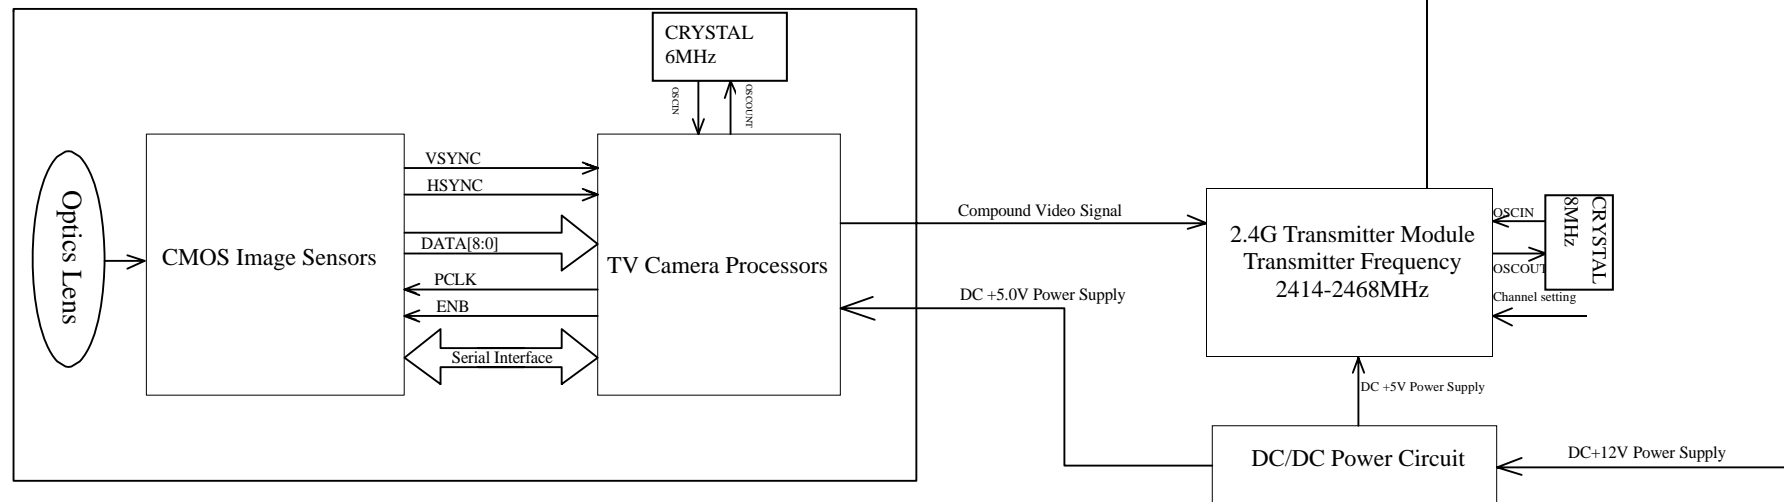 CRYSTAL
6MHz
OSCIN
OSCOUNT
Optics Lens
CMOS Image Sensors
VSYNC
HSYNC
DATA[8:0]
PCLK
ENB
Serial Interface
TV Camera Processors
Compound Video Signal
DC +5.0V Power Supply
2.4G Transmitter Module
Transmitter Frequency
2414-2468MHz
OSCIN
OSCOUT
CRYSTAL
8MHz
Channel setting
DC +5V Power Supply
DC/DC Power Circuit
DC+12V Power Supply